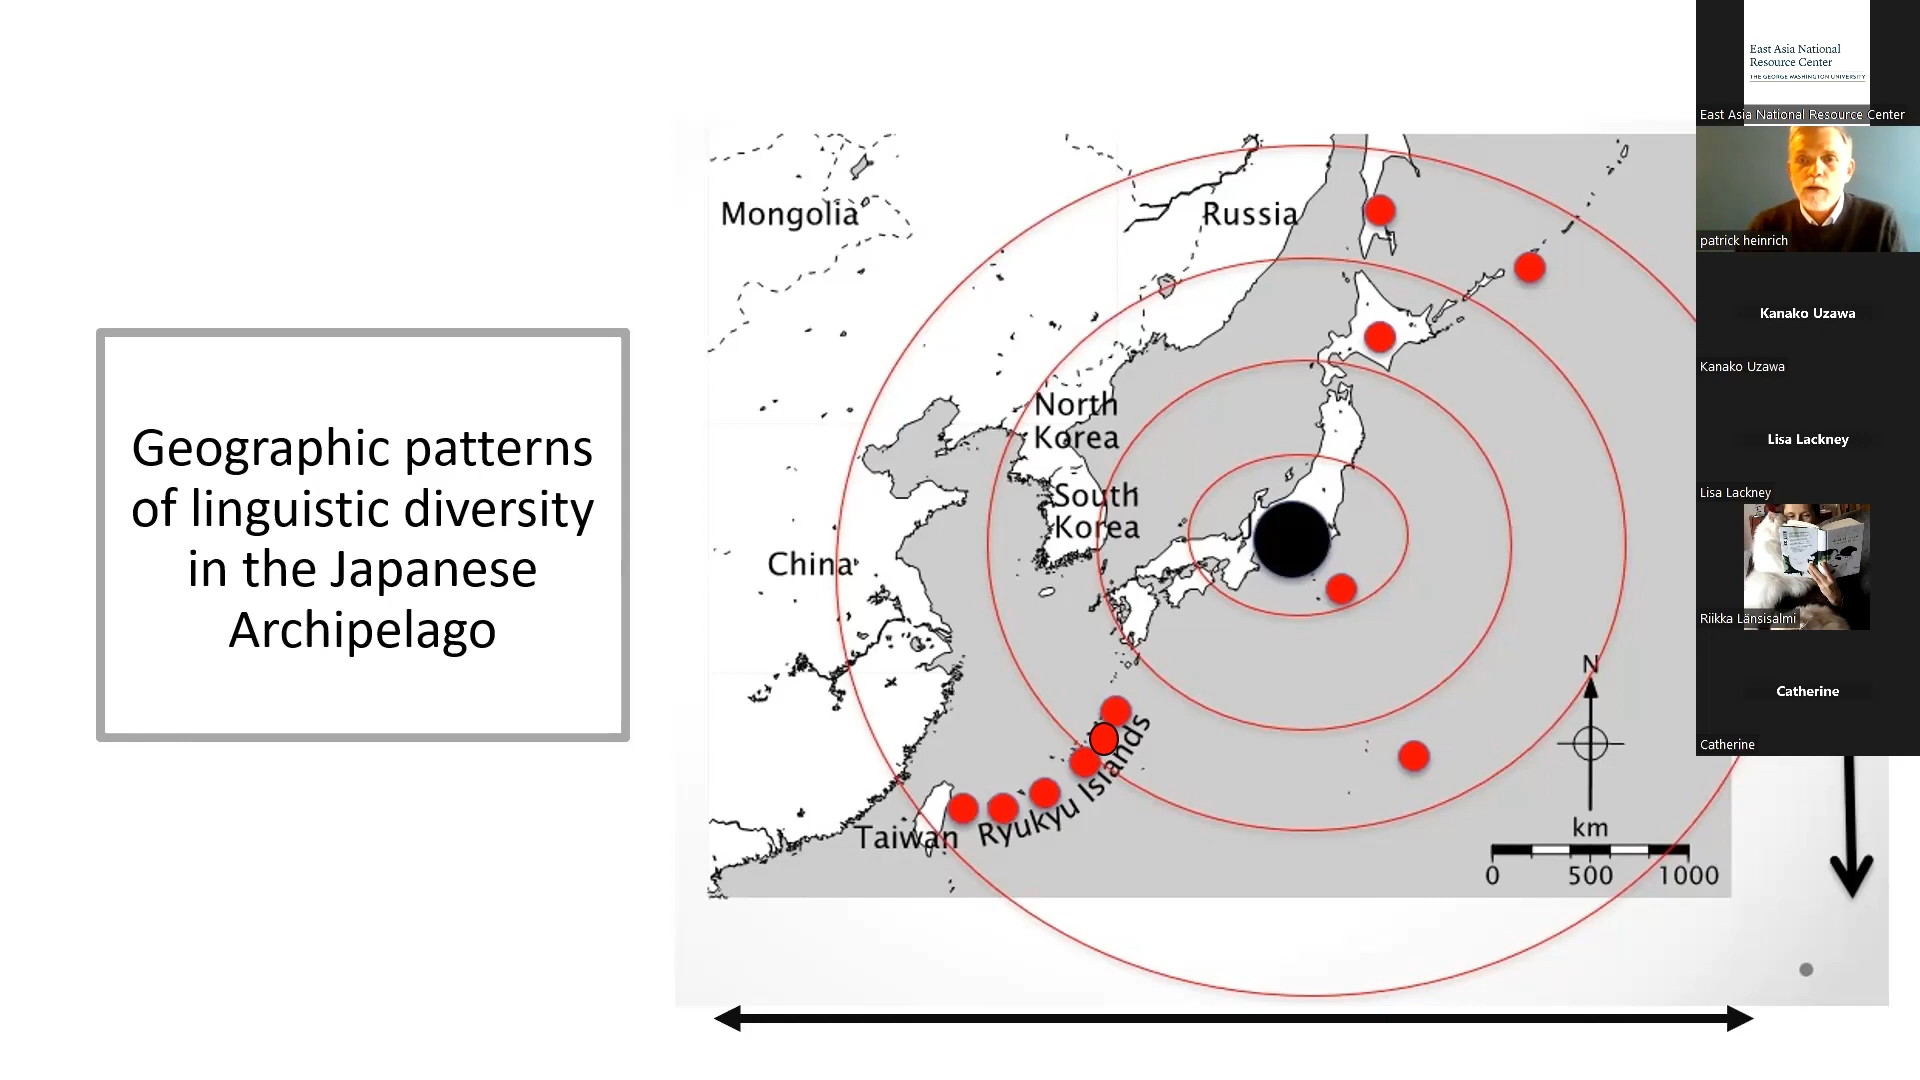 Geographic patterns
of linguistic diversity
in the Japanese
Archipelago
Mongolia
Russia
North
Korea
South
Korea
China
J
Taiwan
Ryukyu Islands
N
km
0 500 1000
East Asia National
Resource Center
THE GEORGE WASHINGTON UNIVERSITY
East Asia National Resource Center
patrick heinrich
Kanako Uzawa
Kanako Uzawa
Lisa Lackney
Lisa Lackney
Riikka Länsisalmi
Catherine
Catherine